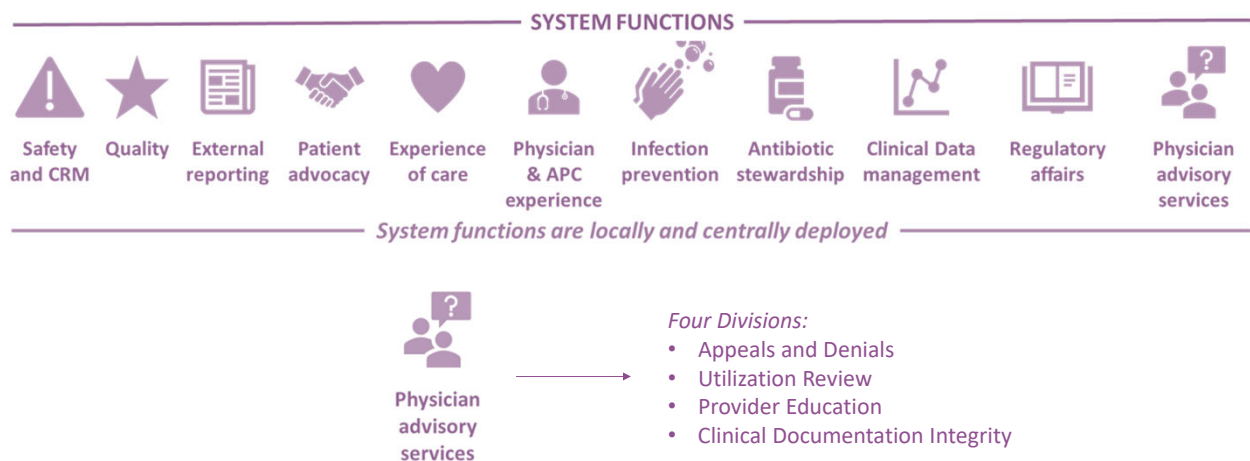 SYSTEM FUNCTIONS
Safety and CRM
Quality
External reporting
Patient advocacy
Experience of care
Physician & APC experience
Infection prevention
Antibiotic stewardship
Clinical Data management
Regulatory affairs
? 
Physician advisory services
System functions are locally and centrally deployed
?
Physician advisory services
Four Divisions:
• Appeals and Denials
• Utilization Review
• Provider Education
• Clinical Documentation Integrity